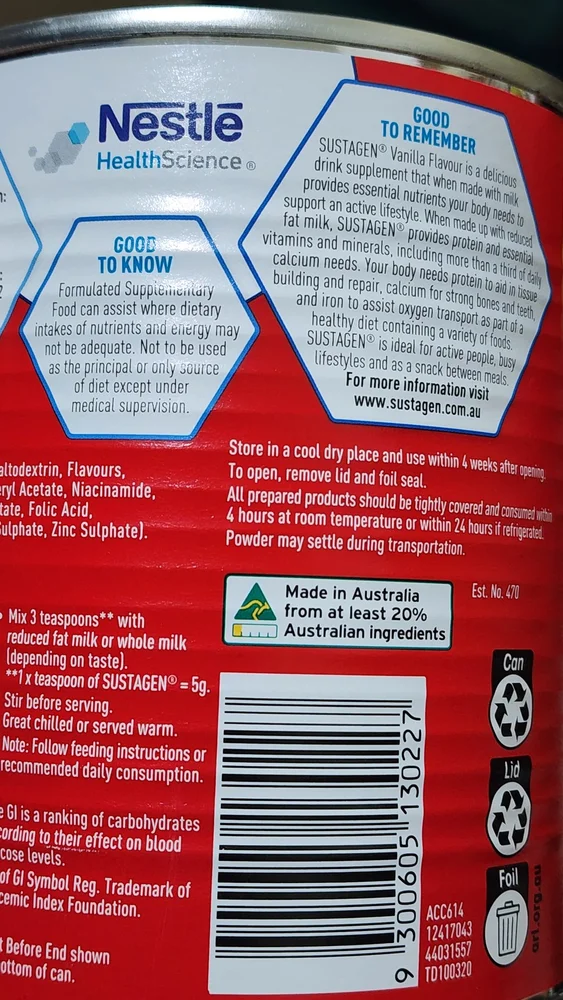 Nestlé
HealthScience®
GOOD
TO KNOW
Formulated Supplementary
Food can assist where dietary
intakes of nutrients and energy may
not be adequate. Not to be used
as the principal or only source
of diet except under
medical supervision.
GOOD
TO REMEMBER
SUSTAGEN® Vanilla Flavour is a delicious
drink supplement that when made with milk
provides essential nutrients your body needs to
support an active lifestyle. When made up with reduced
fat milk, SUSTAGEN® provides protein and essential
vitamins and minerals, including more than a third of daily
calcium needs. Your body needs protein to aid in tissue
building and repair, calcium for strong bones and teeth,
and iron to assist oxygen transport as part of a
healthy diet containing a variety of foods.
SUSTAGEN® is ideal for active people, busy
lifestyles and as a snack between meals.
For more information visit
www.sustagen.com.au
altodextrin, Flavours,
eryl Acetate, Niacinamide,
tate, Folic Acid,
Sulphate, Zinc Sulphate).
Store in a cool dry place and use within 4 weeks after opening.
To open, remove lid and foil seal.
All prepared products should be tightly covered and consumed within
4 hours at room temperature or within 24 hours if refrigerated.
Powder may settle during transportation.
Made in Australia
from at least 20%
Australian ingredients
Est. No. 470
• Mix 3 teaspoons** with
reduced fat milk or whole milk
(depending on taste).
**1 x teaspoon of SUSTAGEN® = 5g.
Stir before serving.
Great chilled or served warm.
Note: Follow feeding instructions or
recommended daily consumption.
e GI is a ranking of carbohydrates
cording to their effect on blood
cose levels.
of GI Symbol Reg. Trademark of
cemic Index Foundation.
t Before End shown
ottom of can.
9 300605 130227
ACC614
12417043
44031557
TD100320
Can
Lid
Foil
arl.org.au